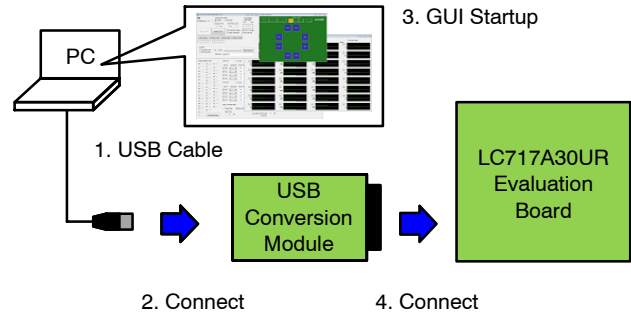 3. GUI Startup
PC
1. USB Cable
USB
Conversion
Module
LC717A30UR
Evaluation
Board
2. Connect
4. Connect